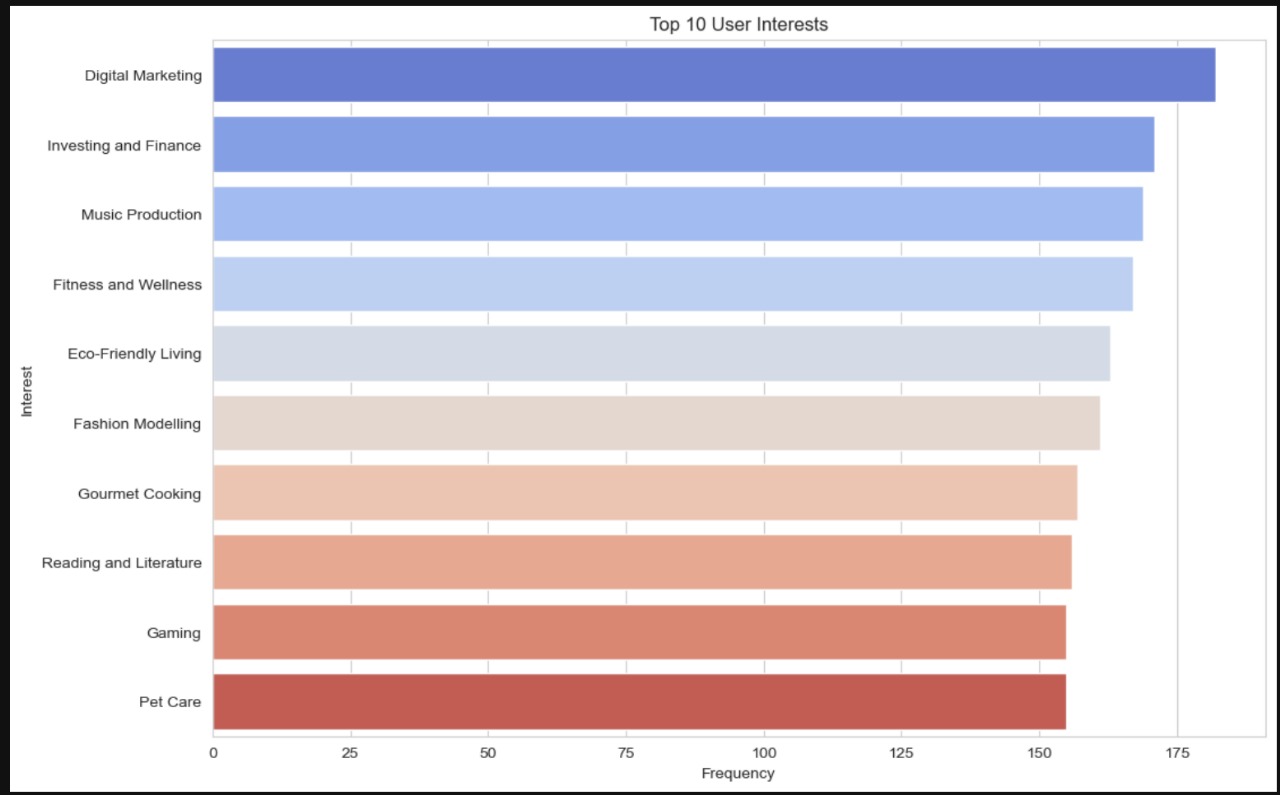 Top 10 User Interests
Digital Marketing
Investing and Finance
Music Production
Fitness and Wellness
Eco-Friendly Living
Fashion Modelling
Gourmet Cooking
Reading and Literature
Gaming
Pet Care
Interest
0 25 50 75 100 125 150 175
Frequency